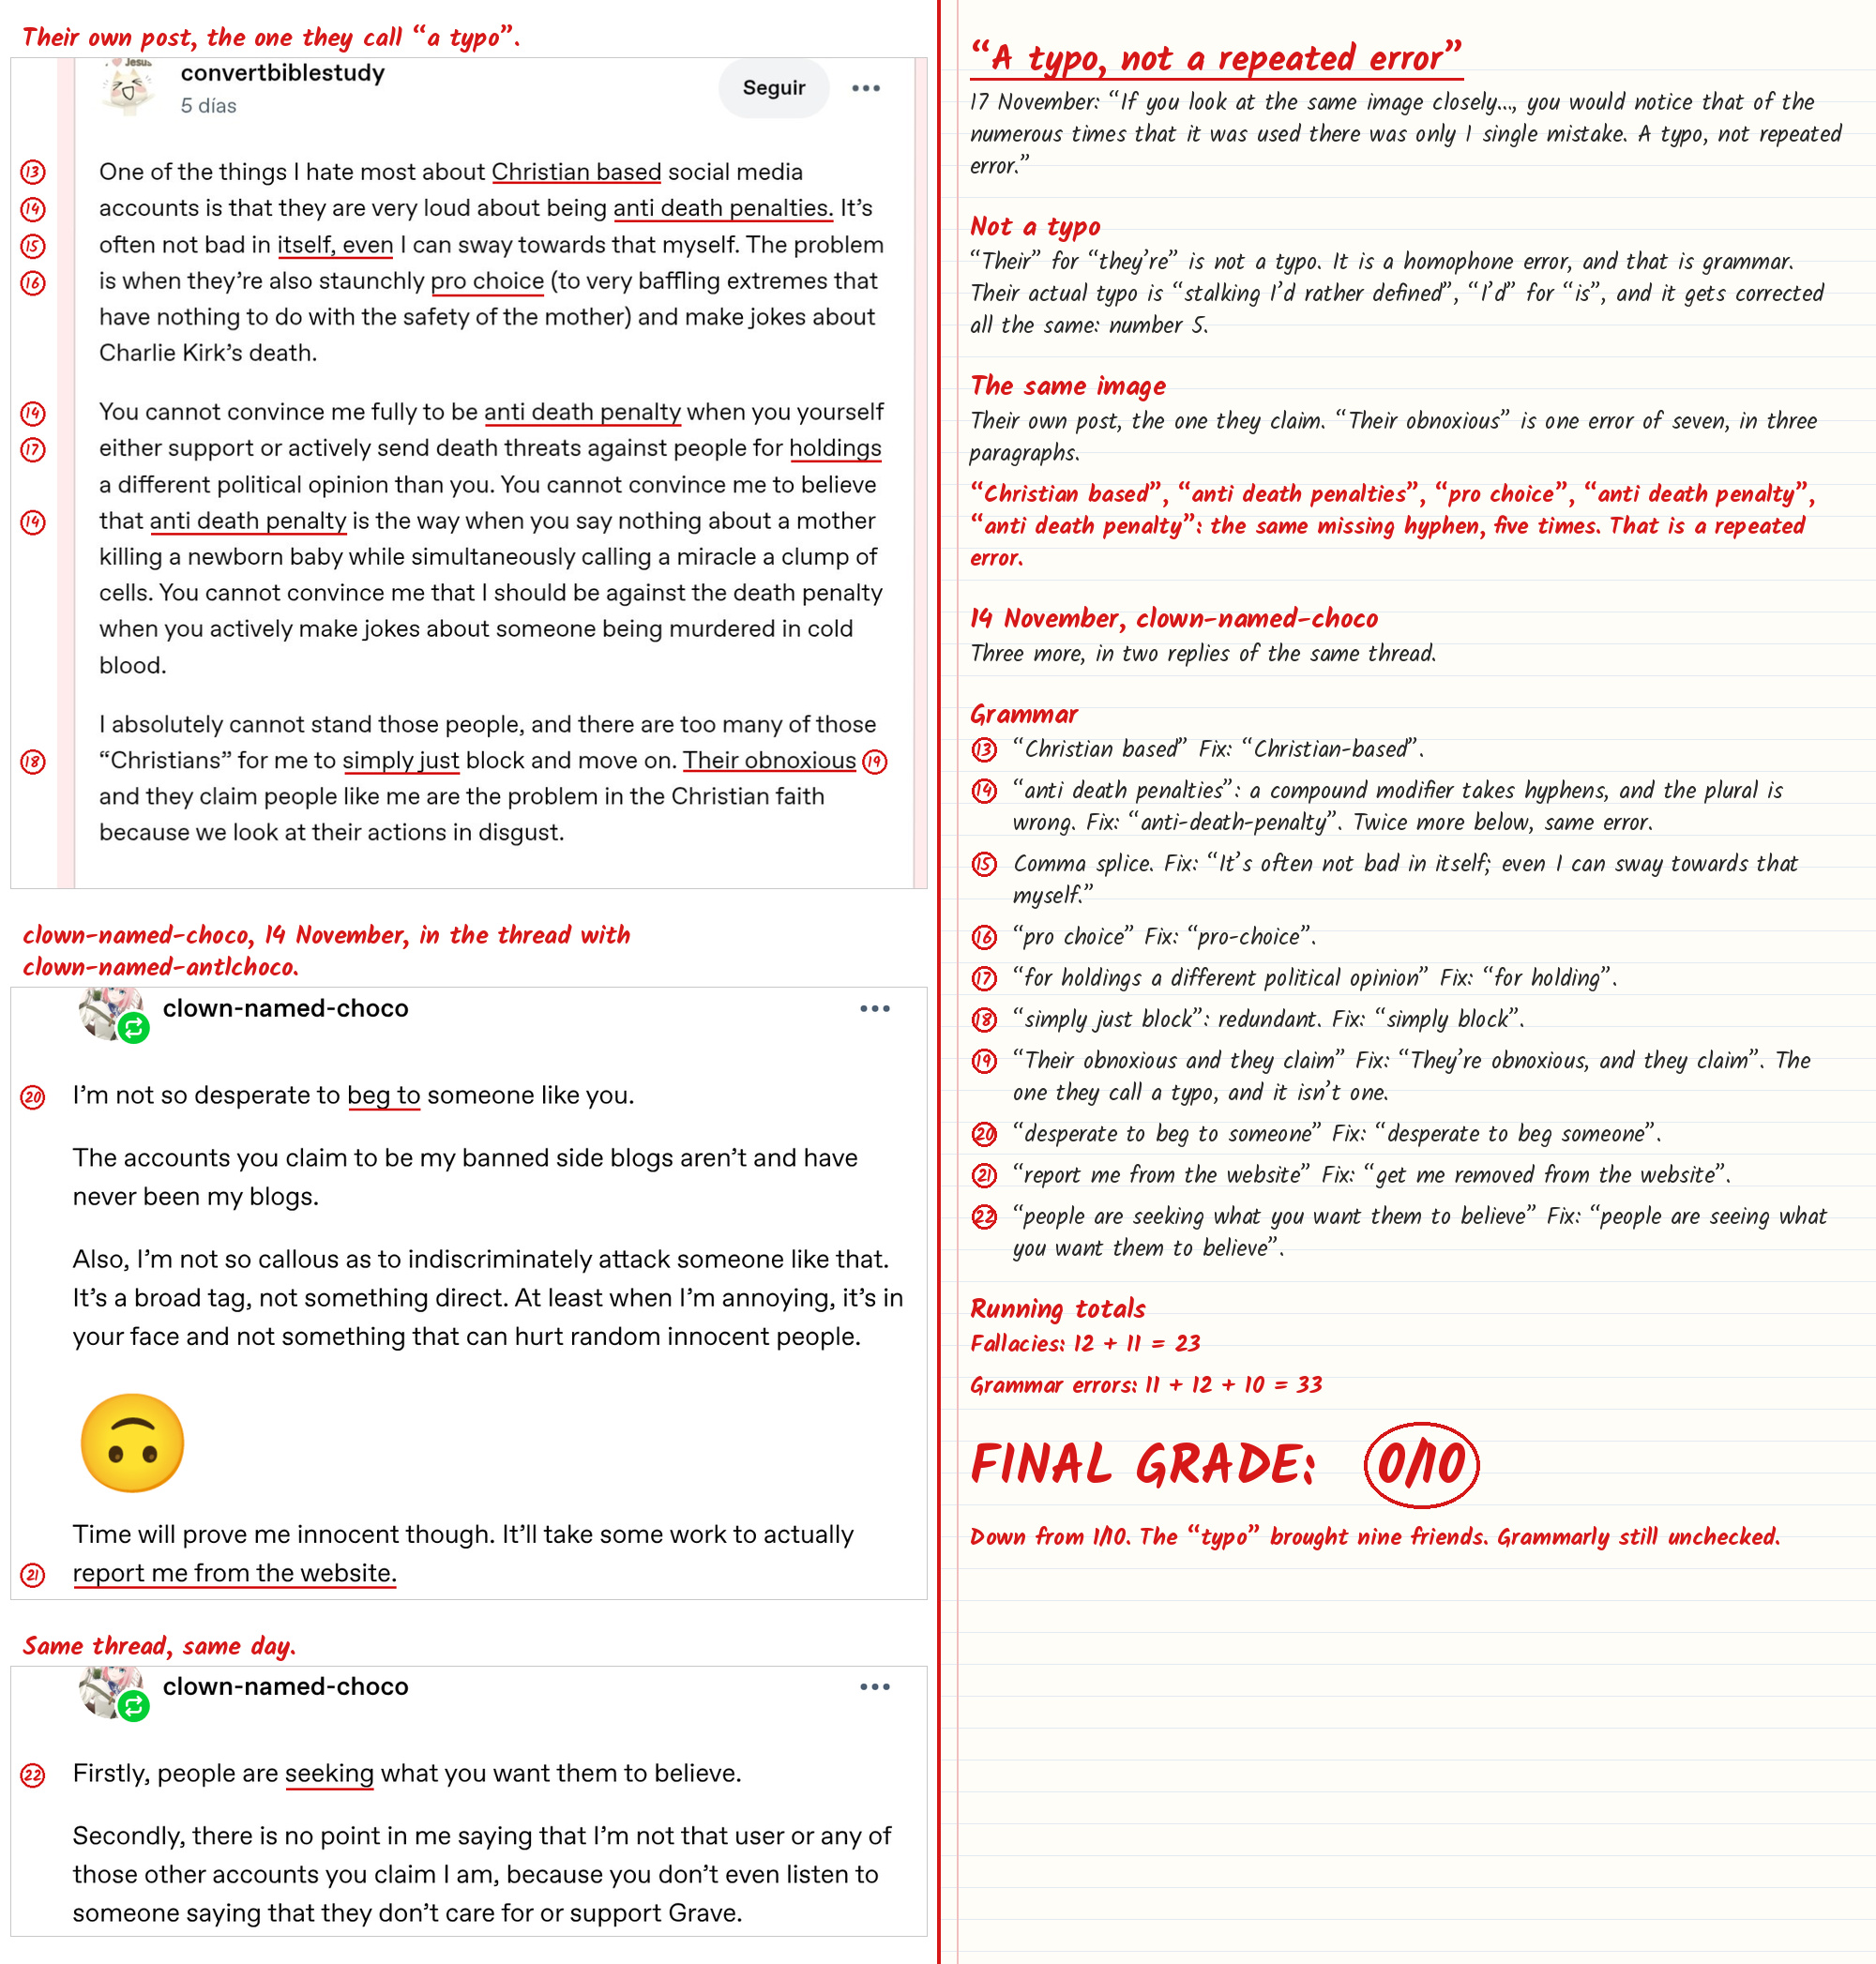 Their own post, the one they call “a typo”.
Jesus
convertbiblestudy
5 días
Seguir
13 One of the things I hate most about Christian based social media
14 accounts is that they are very loud about being anti death penalties. It’s
15 often not bad in itself, even I can sway towards that myself. The problem
16 is when they’re also staunchly pro choice (to very baffling extremes that
have nothing to do with the safety of the mother) and make jokes about
Charlie Kirk’s death.
14 You cannot convince me fully to be anti death penalty when you yourself
17 either support or actively send death threats against people for holdings
a different political opinion than you. You cannot convince me to believe
14 that anti death penalty is the way when you say nothing about a mother
killing a newborn baby while simultaneously calling a miracle a clump of
cells. You cannot convince me that I should be against the death penalty
when you actively make jokes about someone being murdered in cold
blood.
I absolutely cannot stand those people, and there are too many of those
18 “Christians” for me to simply just block and move on. Their obnoxious 19
and they claim people like me are the problem in the Christian faith
because we look at their actions in disgust.
clown-named-choco, 14 November, in the thread with
clown-named-antlchoco.
clown-named-choco
20 I’m not so desperate to beg to someone like you.
The accounts you claim to be my banned side blogs aren’t and have
never been my blogs.
Also, I’m not so callous as to indiscriminately attack someone like that.
It’s a broad tag, not something direct. At least when I’m annoying, it’s in
your face and not something that can hurt random innocent people.
Time will prove me innocent though. It’ll take some work to actually
21 report me from the website.
Same thread, same day.
clown-named-choco
22 Firstly, people are seeking what you want them to believe.
Secondly, there is no point in me saying that I’m not that user or any of
those other accounts you claim I am, because you don’t even listen to
someone saying that they don’t care for or support Grave.
“A typo, not a repeated error”
17 November: “If you look at the same image closely..., you would notice that of the
numerous times that it was used there was only 1 single mistake. A typo, not repeated
error.”
Not a typo
“Their” for “they’re” is not a typo. It is a homophone error, and that is grammar.
Their actual typo is “stalking I’d rather defined”, “I’d” for “is”, and it gets corrected
all the same: number 5.
The same image
Their own post, the one they claim. “Their obnoxious” is one error of seven, in three
paragraphs.
“Christian based”, “anti death penalties”, “pro choice”, “anti death penalty”,
“anti death penalty”: the same missing hyphen, five times. That is a repeated
error.
14 November, clown-named-choco
Three more, in two replies of the same thread.
Grammar
13 “Christian based” Fix: “Christian-based”.
14 “anti death penalties”: a compound modifier takes hyphens, and the plural is
wrong. Fix: “anti-death-penalty”. Twice more below, same error.
15 Comma splice. Fix: “It’s often not bad in itself; even I can sway towards that
myself.”
16 “pro choice” Fix: “pro-choice”.
17 “for holdings a different political opinion” Fix: “for holding”.
18 “simply just block”: redundant. Fix: “simply block”.
19 “Their obnoxious and they claim” Fix: “They’re obnoxious, and they claim”. The
one they call a typo, and it isn’t one.
20 “desperate to beg to someone” Fix: “desperate to beg someone”.
21 “report me from the website” Fix: “get me removed from the website”.
22 “people are seeking what you want them to believe” Fix: “people are seeing what
you want them to believe”.
Running totals
Fallacies: 12 + 11 = 23
Grammar errors: 11 + 12 + 10 = 33
FINAL GRADE: 0/10
Down from 1/10. The “typo” brought nine friends. Grammarly still unchecked.